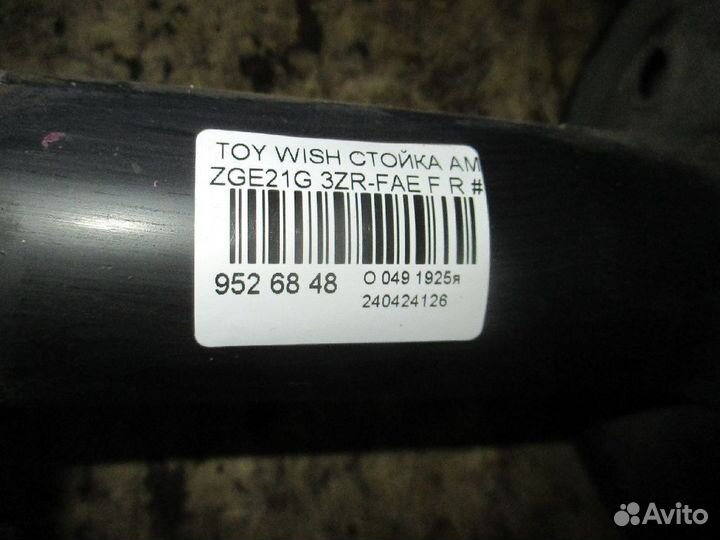 TOY WISH СТОЙКА АМ
ZGE21G 3ZR-FAE F R #
952 68 48
O 049 1925я
240424126
Avito